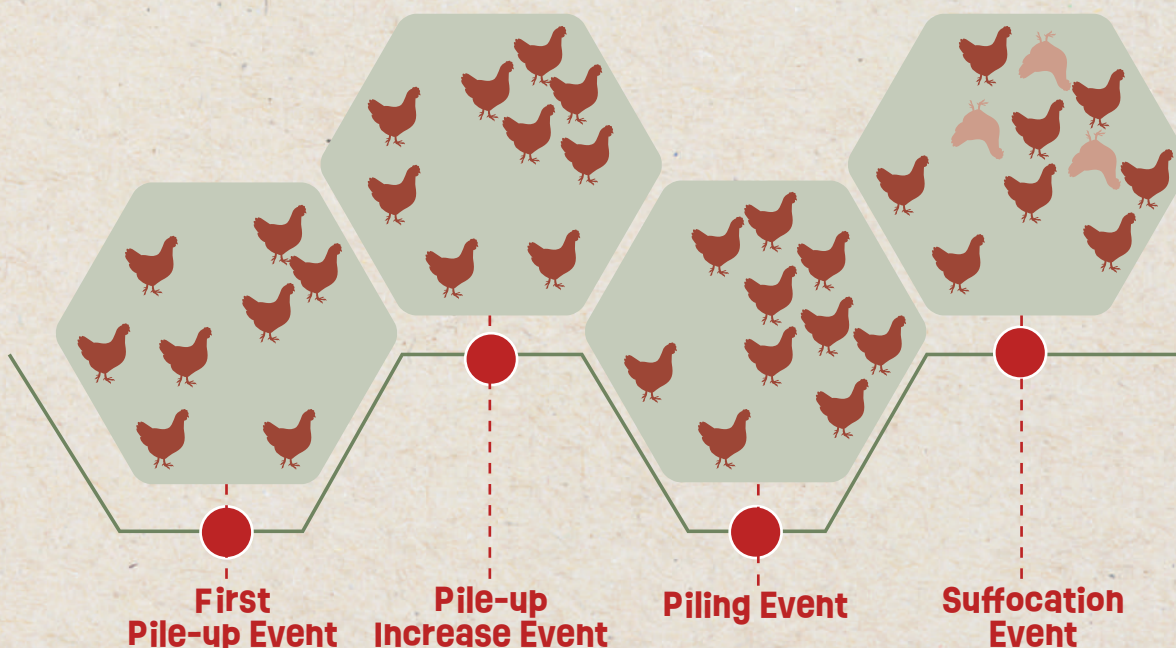 First
Pile-up Event
Pile-up
Increase Event
Piling Event
Suffocation
Event